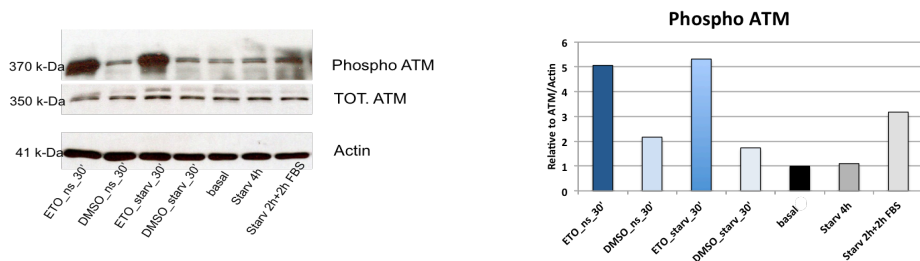 370 k-Da
Phospho ATM
350 k-Da
TOT. ATM
41 k-Da
Actin
ETO_ns_30'
DMSO_ns_30'
ETO_starv_30'
DMSO_starv_30'
basal
Starv 4h
Starv 2h+2h FBS
Phospho ATM
Relative to ATM/Actin
6
5
4
3
2
1
0
ETO_ns_30'
DMSO_ns_30'
ETO_starv_30'
DMSO_starv_30'
basal
Starv 4h
Starv 2h+2h FBS